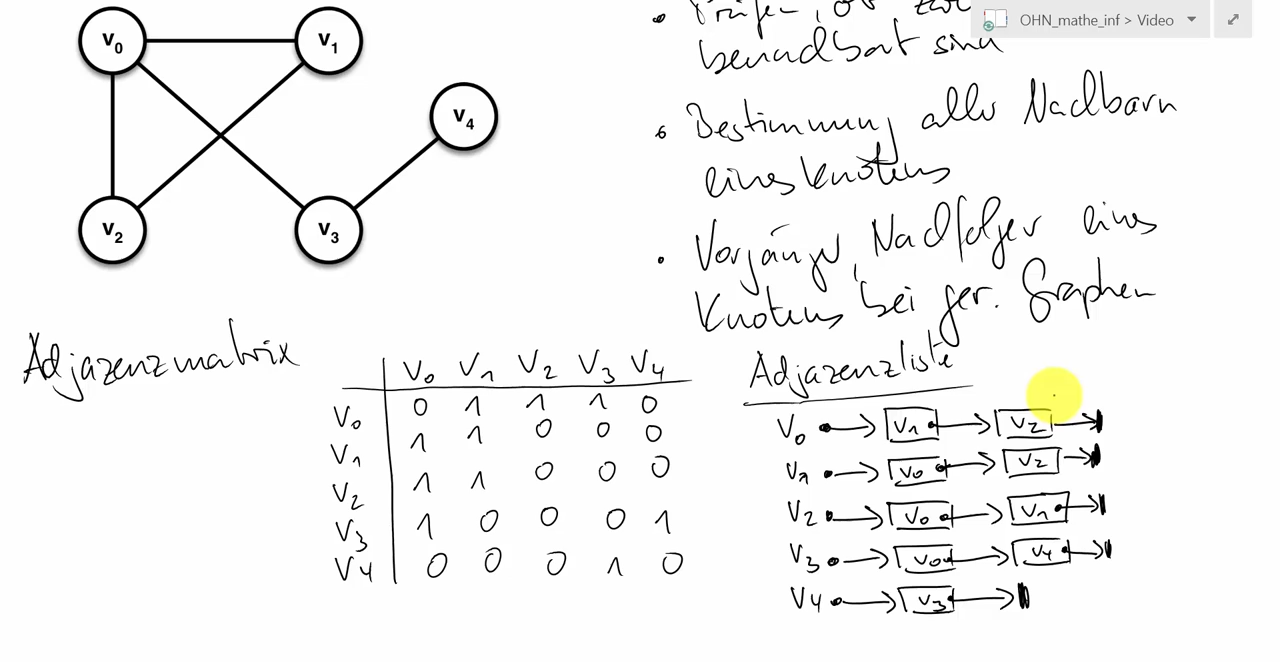 OHN_mathe_inf > Video
v0 v1
v4
v2 v3
benachbart sind
Bestimmung aller Nachbarn
eines Knotens
Vorgänger, Nachfolger eines
Knotens bei ger. Graphen
Adjazenzmatrix
V0 V1 V2 V3 V4
V0 0 1 1 1 0
V1 1 1 0 0 0
V2 1 1 0 0 0
V3 1 0 0 0 1
V4 0 0 0 1 0
Adjazenzliste
V0 V1 V2
V1 V0 V2
V2 V0 V1
V3 V0 V4
V4 V3